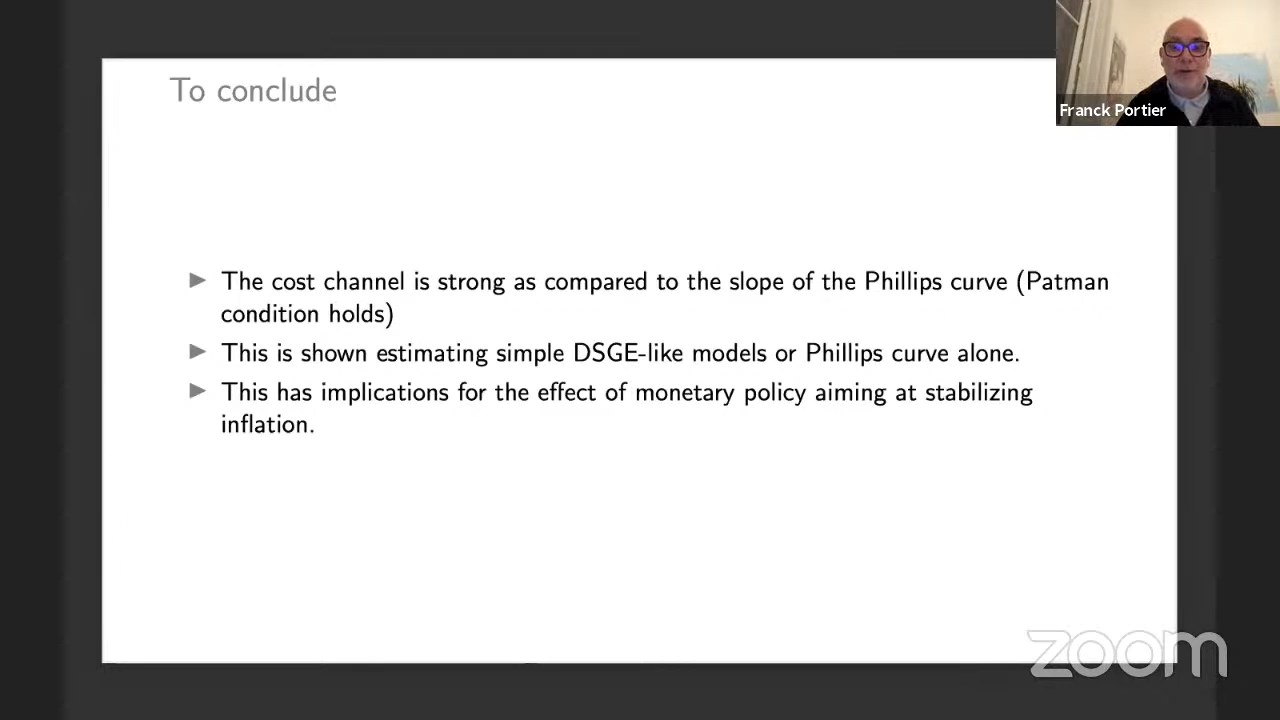 To conclude
Franck Portier
► The cost channel is strong as compared to the slope of the Phillips curve (Patman
condition holds)
► This is shown estimating simple DSGE-like models or Phillips curve alone.
► This has implications for the effect of monetary policy aiming at stabilizing
inflation.
zoom